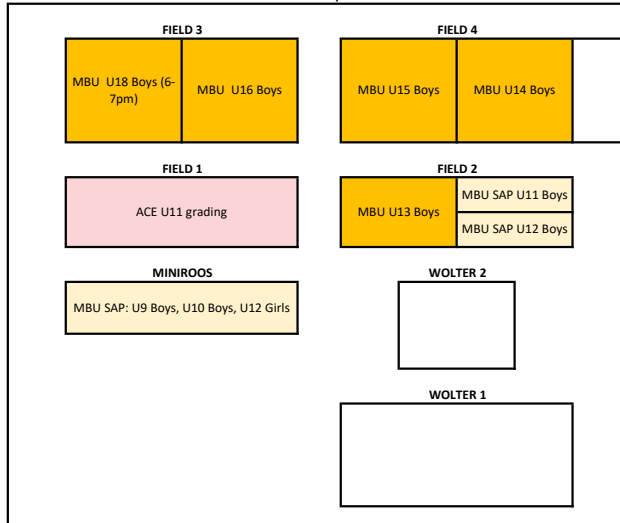 FIELD 3
MBU U18 Boys (6-
7pm)
MBU U16 Boys
FIELD 4
MBU U15 Boys
MBU U14 Boys
FIELD 1
ACE U11 grading
FIELD 2
MBU U13 Boys
MBU SAP U11 Boys
MBU SAP U12 Boys
MINIROOS
MBU SAP: U9 Boys, U10 Boys, U12 Girls
WOLTER 2
WOLTER 1